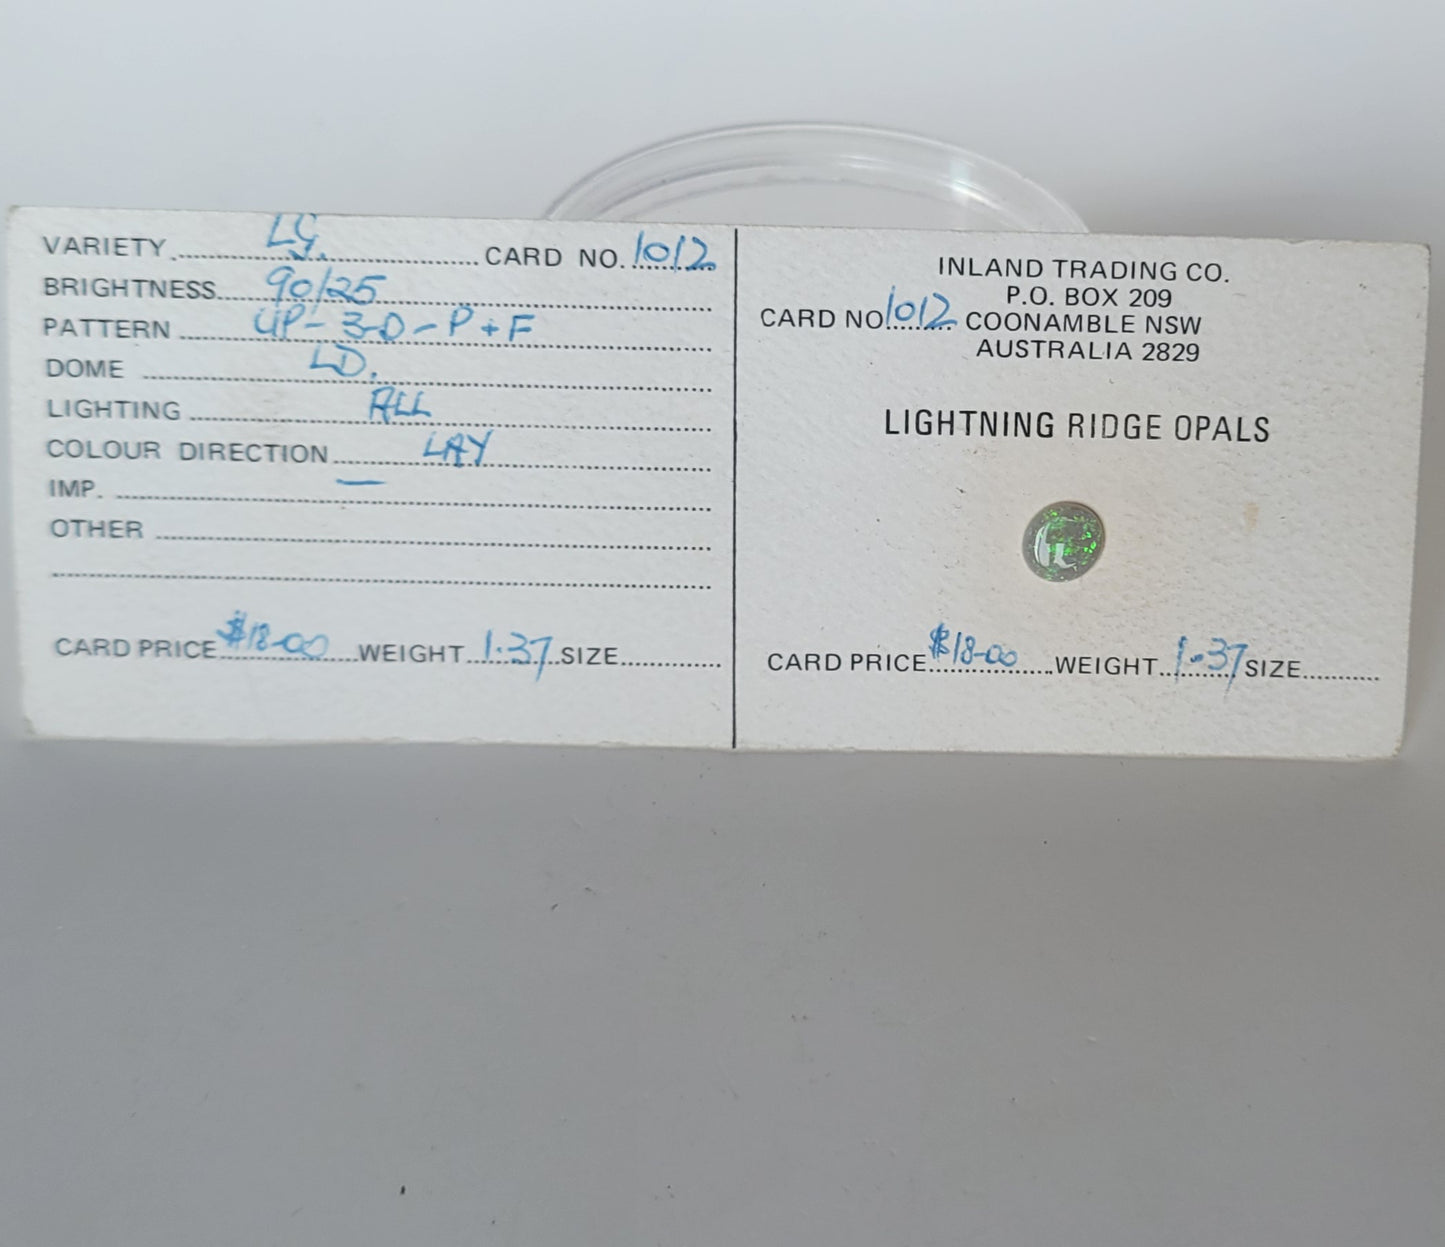 VARIETY LG. CARD NO. 1012
BRIGHTNESS 90/25
PATTERN UP- 3-D - P + F
DOME LD.
LIGHTING ALL
COLOUR DIRECTION LAY
IMP. —
OTHER
CARD PRICE $18-00 WEIGHT 1.37 SIZE
INLAND TRADING CO.
P.O. BOX 209
CARD NO. 1012 COONAMBLE NSW
AUSTRALIA 2829
LIGHTNING RIDGE OPALS
CARD PRICE $18-00 WEIGHT 1-37 SIZE